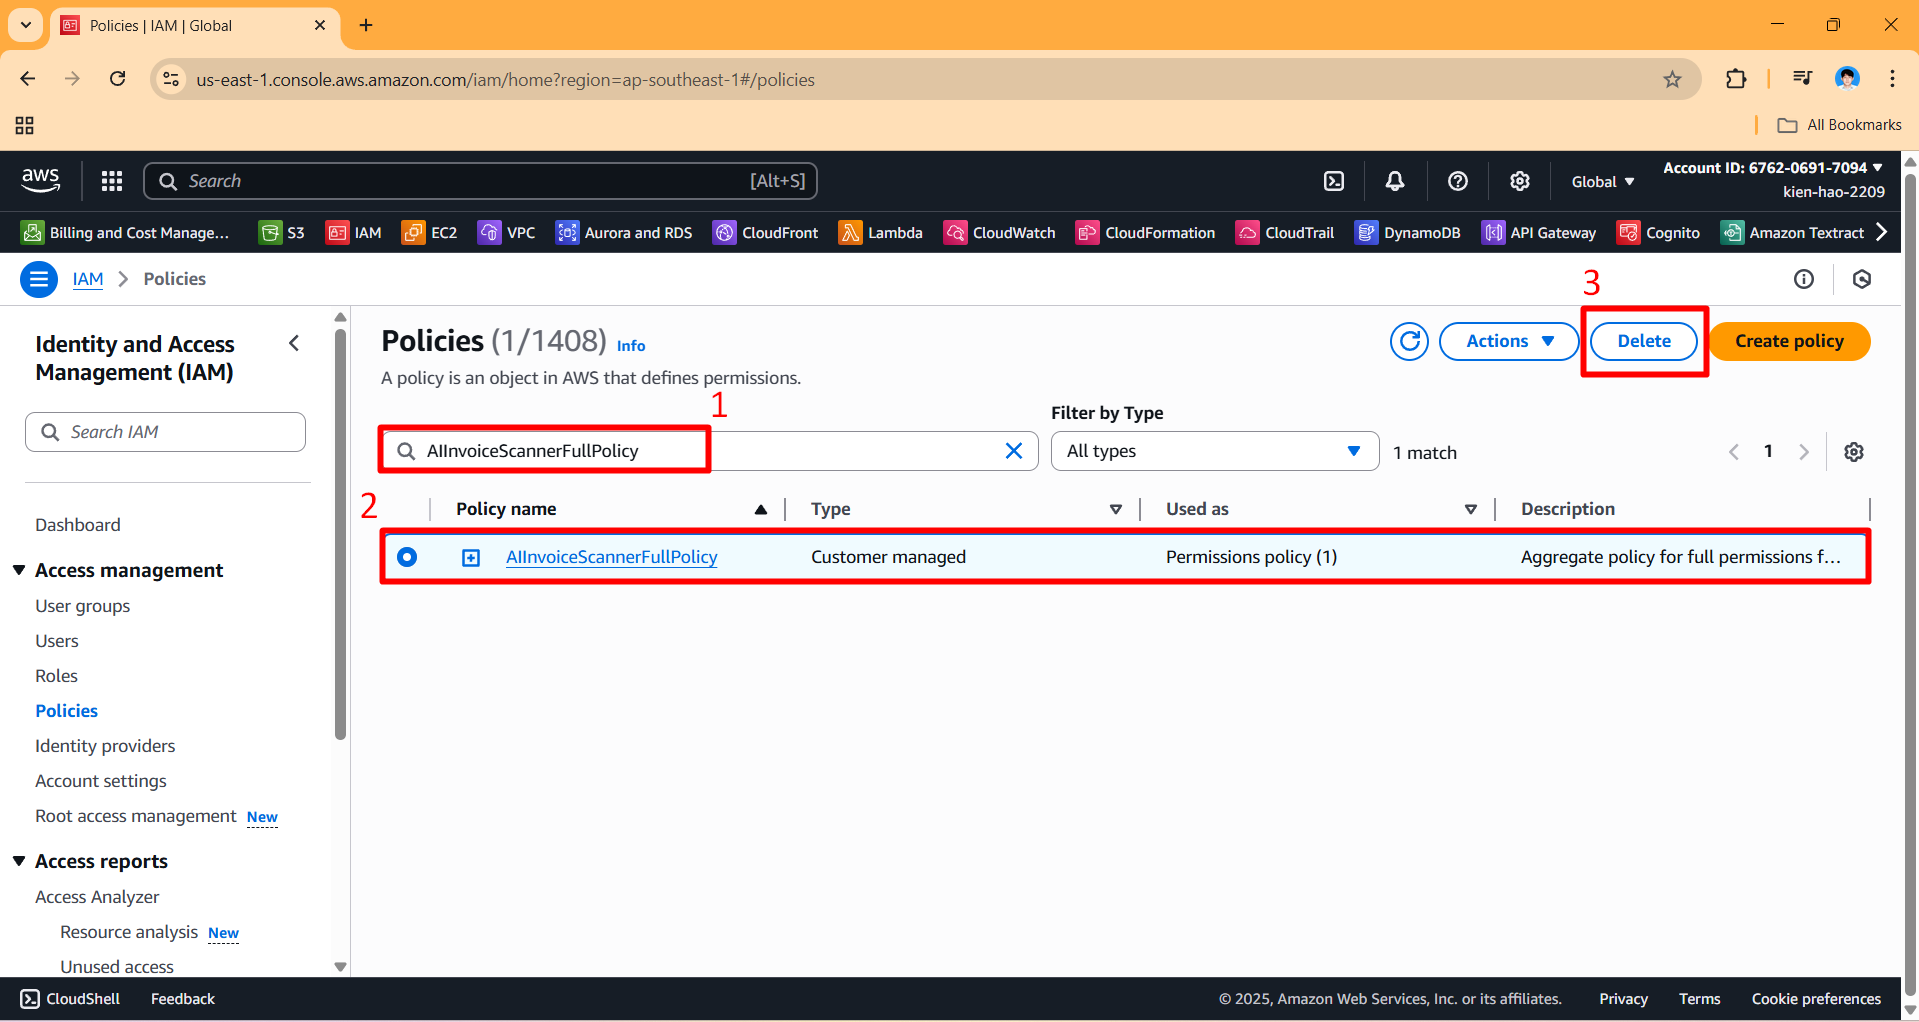 Policies | IAM | Global
us-east-1.console.aws.amazon.com/iam/home?region=ap-southeast-1#/policies
All Bookmarks
aws
Search [Alt+S]
Global
Account ID: 6762-0691-7094
kien-hao-2209
Billing and Cost Manage... S3 IAM EC2 VPC Aurora and RDS CloudFront Lambda CloudWatch CloudFormation CloudTrail DynamoDB API Gateway Cognito Amazon Textract
IAM > Policies
3
Identity and Access
Management (IAM)
Search IAM
Dashboard
Access management
User groups
Users
Roles
Policies
Identity providers
Account settings
Root access management New
Access reports
Access Analyzer
Resource analysis New
Unused access
Policies (1/1408) Info
Actions Delete Create policy
A policy is an object in AWS that defines permissions.
1
Filter by Type
AIInvoiceScannerFullPolicy All types 1 match 1
2
Policy name Type Used as Description
AIInvoiceScannerFullPolicy Customer managed Permissions policy (1) Aggregate policy for full permissions f...
CloudShell Feedback © 2025, Amazon Web Services, Inc. or its affiliates. Privacy Terms Cookie preferences